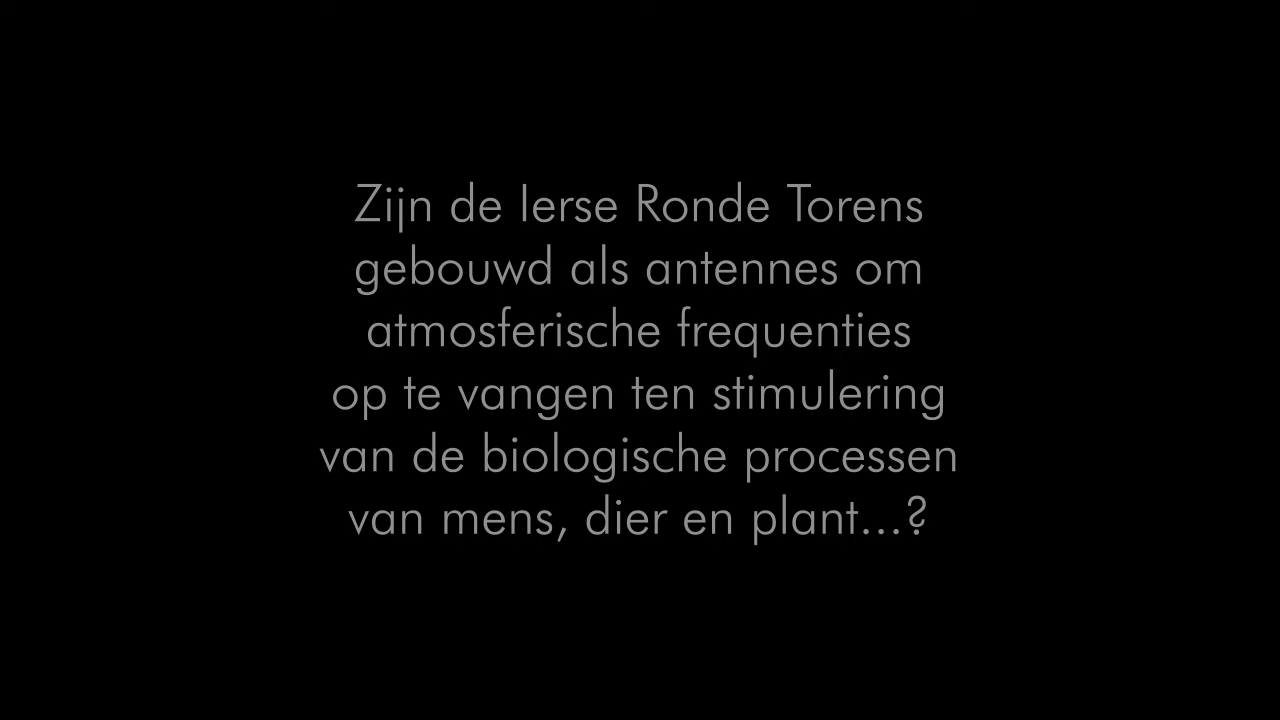 Zijn de Ierse Ronde Torens
gebouwd als antennes om
atmosferische frequenties
op te vangen ten stimulering
van de biologische processen
van mens, dier en plant...?